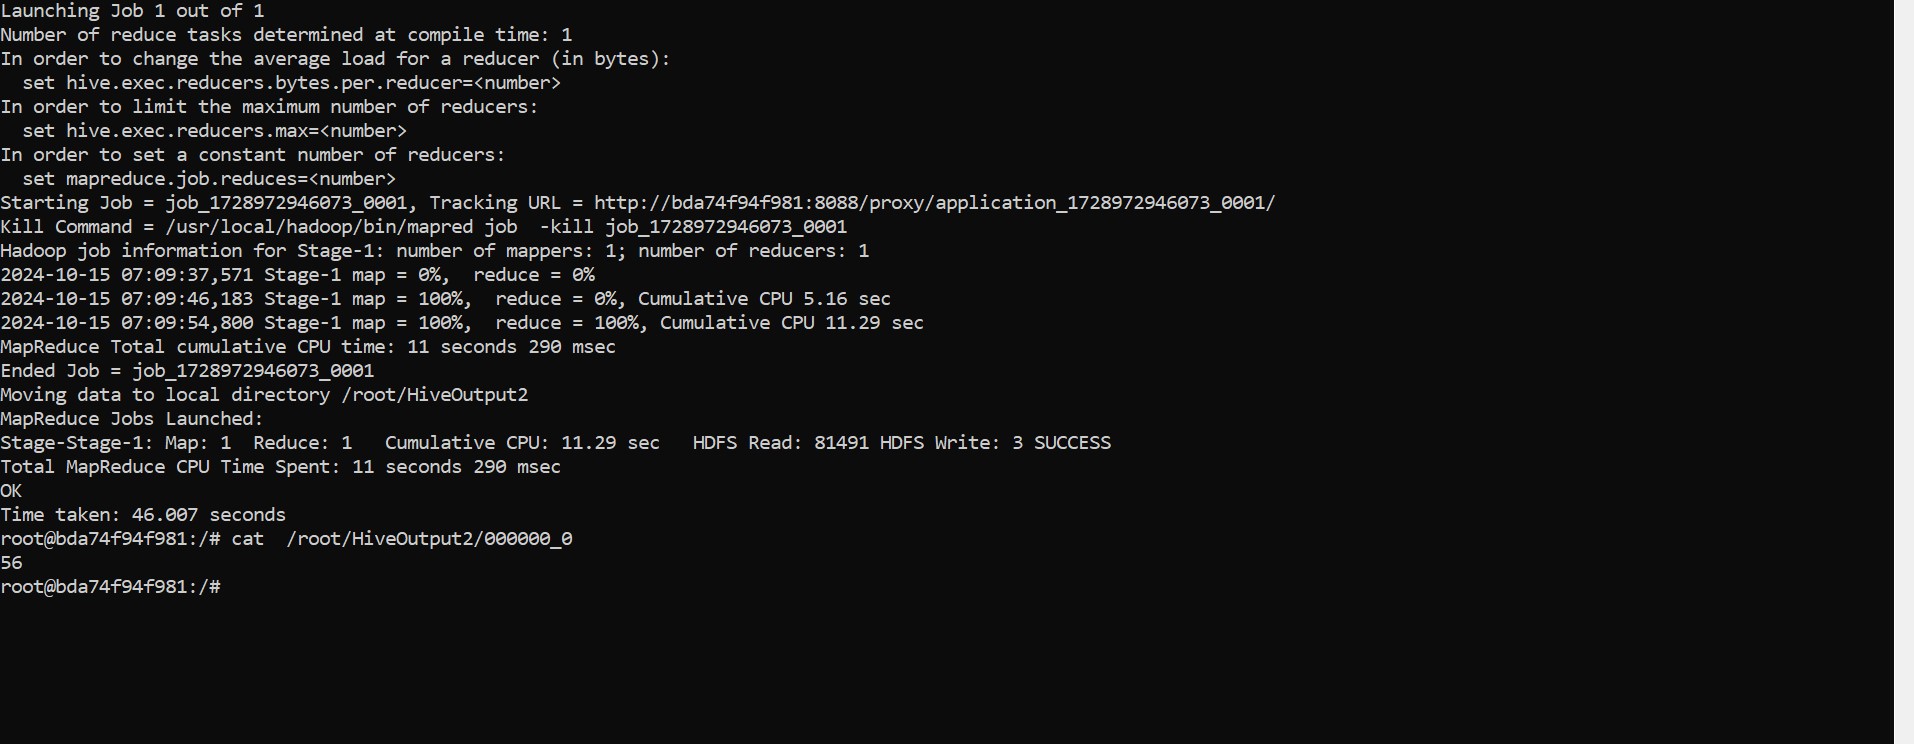 Launching Job 1 out of 1
Number of reduce tasks determined at compile time: 1
In order to change the average load for a reducer (in bytes):
  set hive.exec.reducers.bytes.per.reducer=<number>
In order to limit the maximum number of reducers:
  set hive.exec.reducers.max=<number>
In order to set a constant number of reducers:
  set mapreduce.job.reduces=<number>
Starting Job = job_1728972946073_0001, Tracking URL = http://bda74f94f981:8088/proxy/application_1728972946073_0001/
Kill Command = /usr/local/hadoop/bin/mapred job  -kill job_1728972946073_0001
Hadoop job information for Stage-1: number of mappers: 1; number of reducers: 1
2024-10-15 07:09:37,571 Stage-1 map = 0%,  reduce = 0%
2024-10-15 07:09:46,183 Stage-1 map = 100%,  reduce = 0%, Cumulative CPU 5.16 sec
2024-10-15 07:09:54,800 Stage-1 map = 100%,  reduce = 100%, Cumulative CPU 11.29 sec
MapReduce Total cumulative CPU time: 11 seconds 290 msec
Ended Job = job_1728972946073_0001
Moving data to local directory /root/HiveOutput2
MapReduce Jobs Launched:
Stage-Stage-1: Map: 1  Reduce: 1   Cumulative CPU: 11.29 sec   HDFS Read: 81491 HDFS Write: 3 SUCCESS
Total MapReduce CPU Time Spent: 11 seconds 290 msec
OK
Time taken: 46.007 seconds
root@bda74f94f981:/# cat  /root/HiveOutput2/000000_0
56
root@bda74f94f981:/#